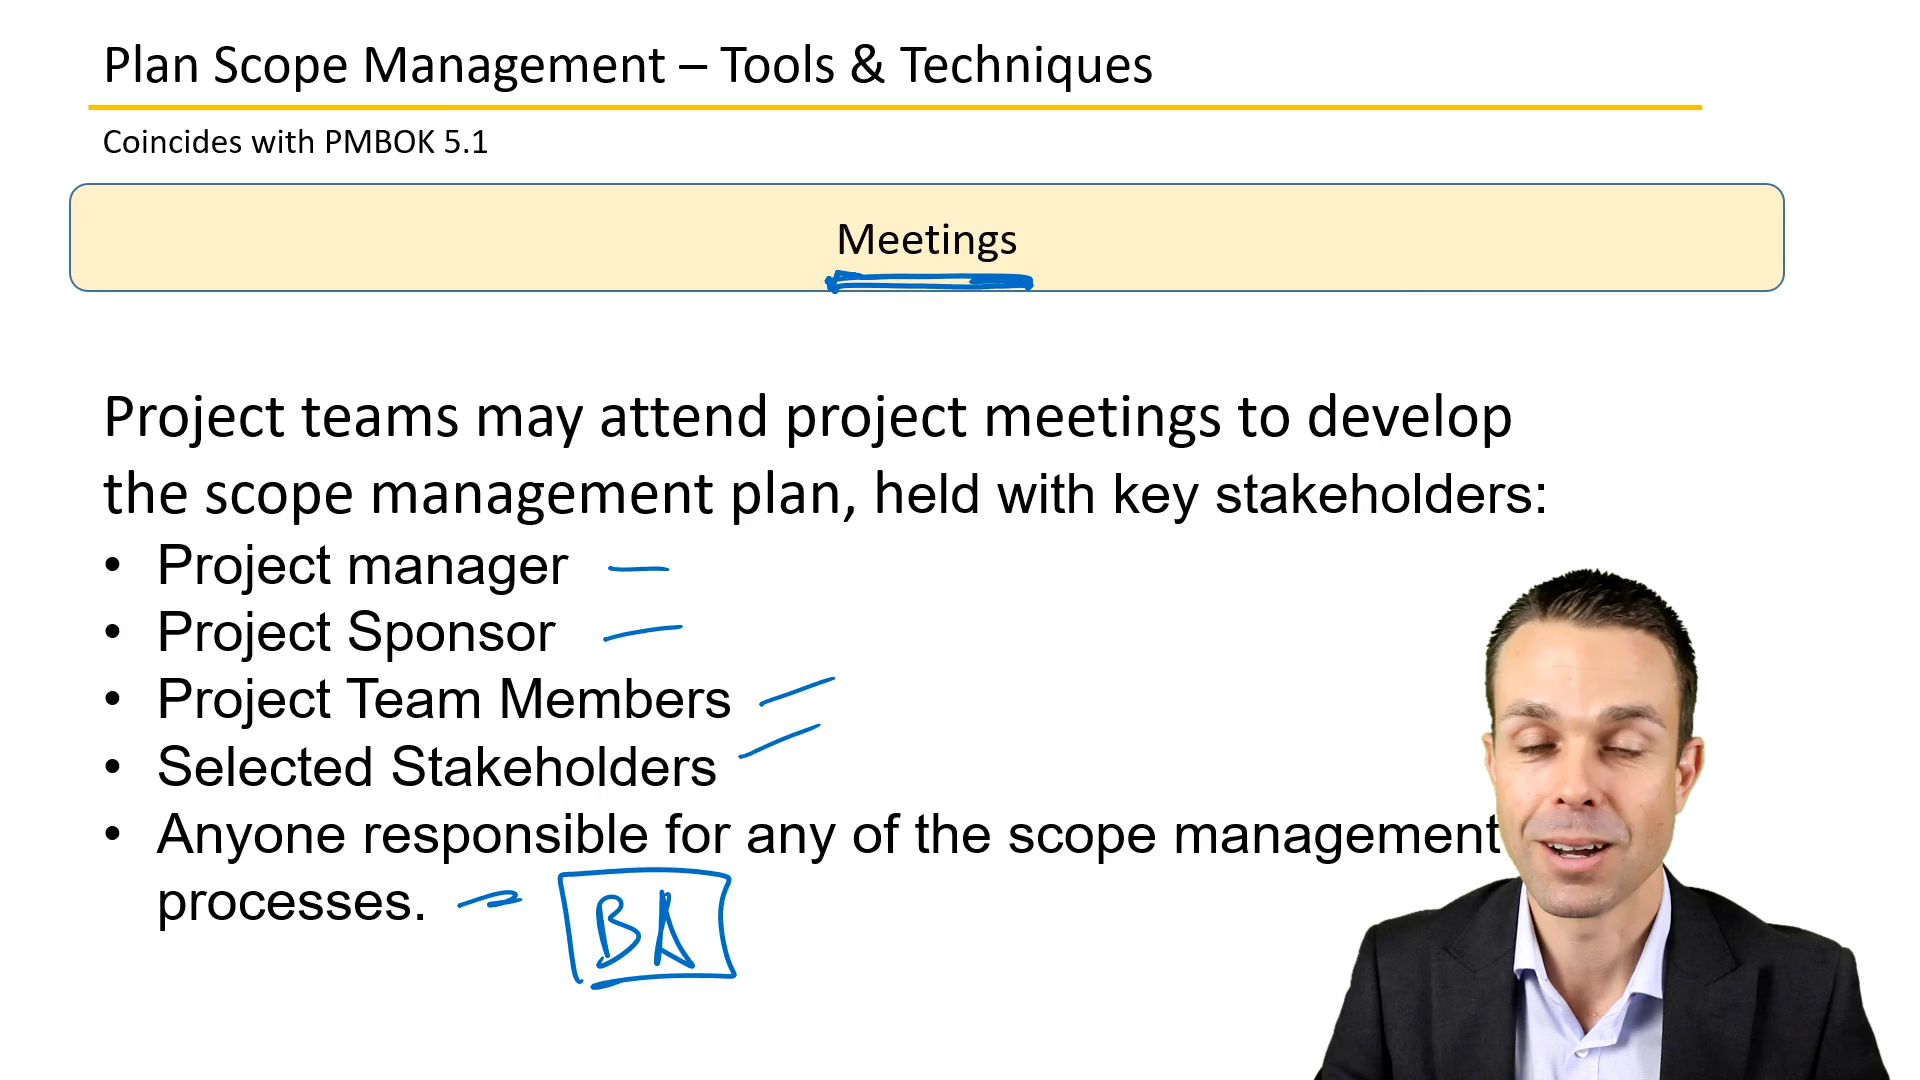 Plan Scope Management – Tools & Techniques
Coincides with PMBOK 5.1
Meetings
Project teams may attend project meetings to develop
the scope management plan, held with key stakeholders:
• Project manager
• Project Sponsor
• Project Team Members
• Selected Stakeholders
• Anyone responsible for any of the scope management
processes.
BA